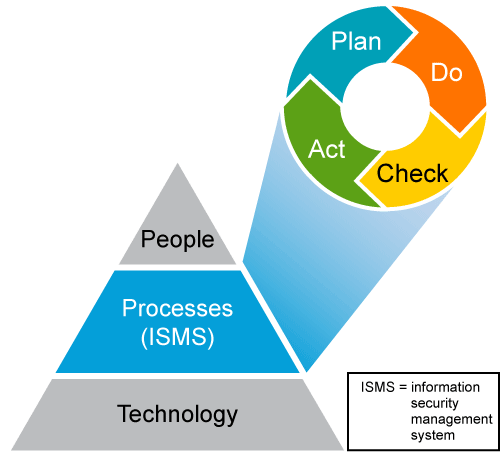 Plan
Do
Act
Check
People
Processes
(ISMS)
Technology
ISMS = information
security
management
system